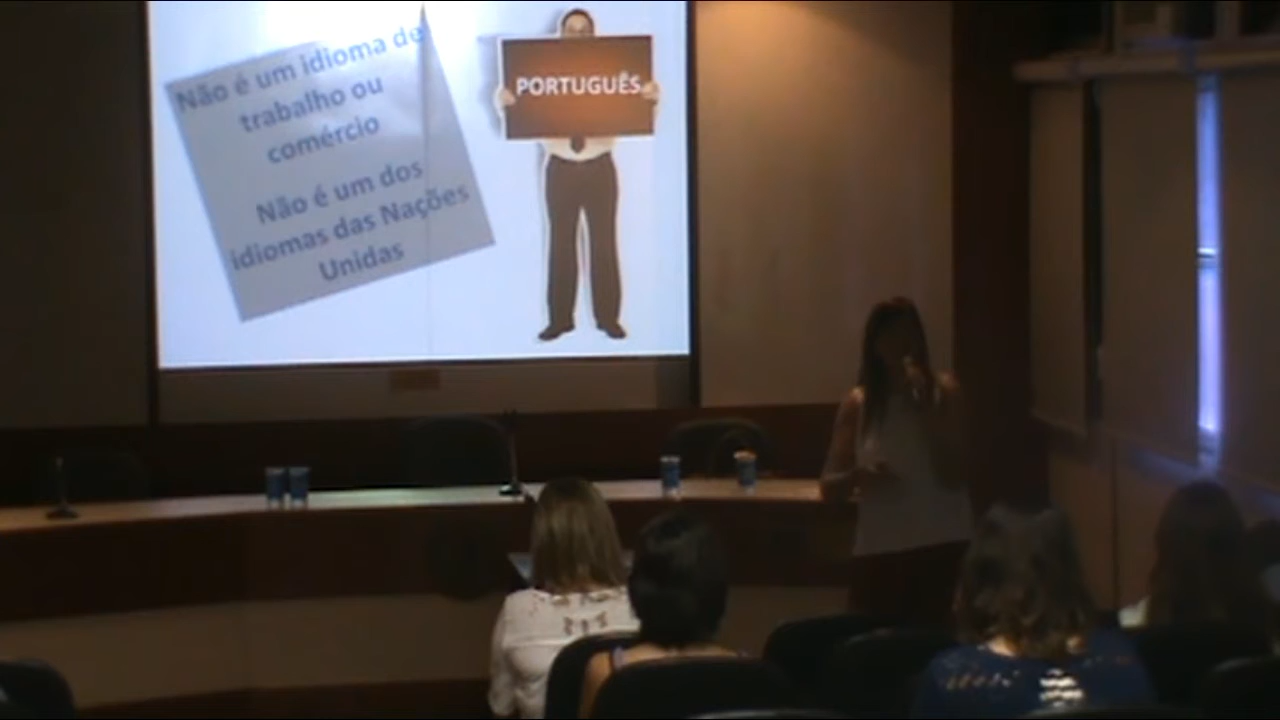 Não é um idioma de
trabalho ou
comércio
Não é um dos
idiomas das Nações
Unidas
PORTUGUÊS